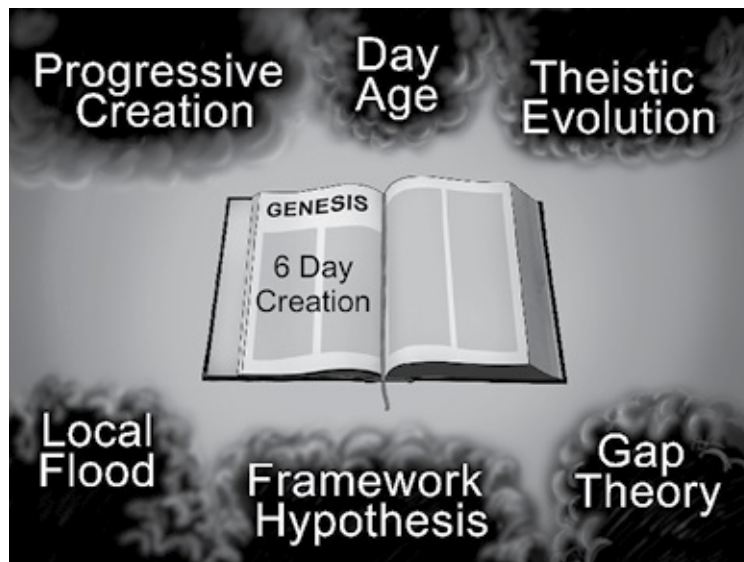 Progressive
Creation
Day
Age
Theistic
Evolution
GENESIS
6 Day
Creation
Local
Flood
Framework
Hypothesis
Gap
Theory